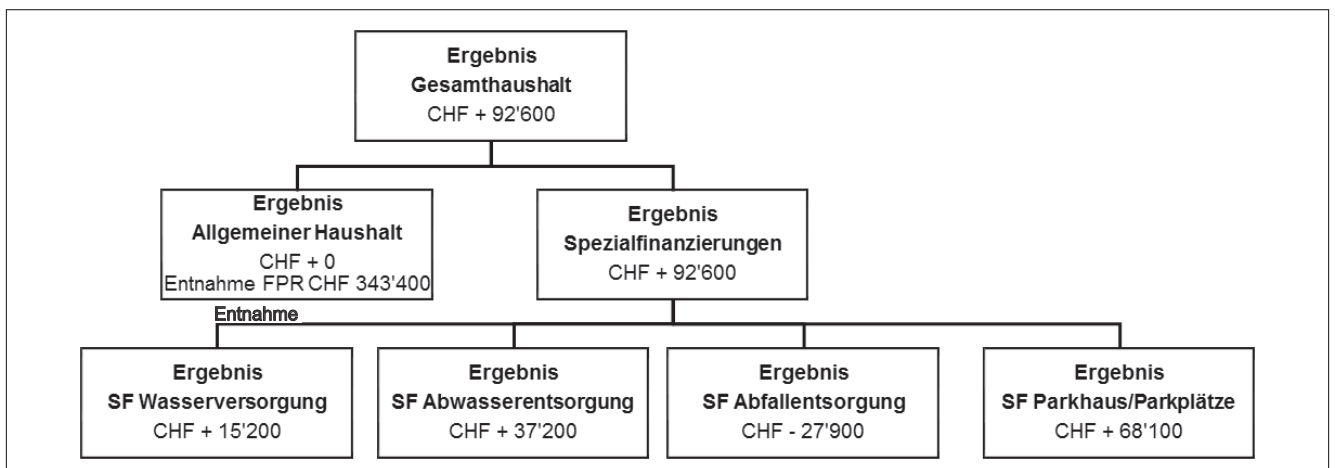 Ergebnis
Gesamthaushalt
CHF + 92'600
Ergebnis
Allgemeiner Haushalt
CHF + 0
Entnahme FPR CHF 343'400
Ergebnis
Spezialfinanzierungen
CHF + 92'600
Entnahme
Ergebnis
SF Wasserversorgung
CHF + 15'200
Ergebnis
SF Abwasserentsorgung
CHF + 37'200
Ergebnis
SF Abfallentsorgung
CHF - 27'900
Ergebnis
SF Parkhaus/Parkplätze
CHF + 68'100